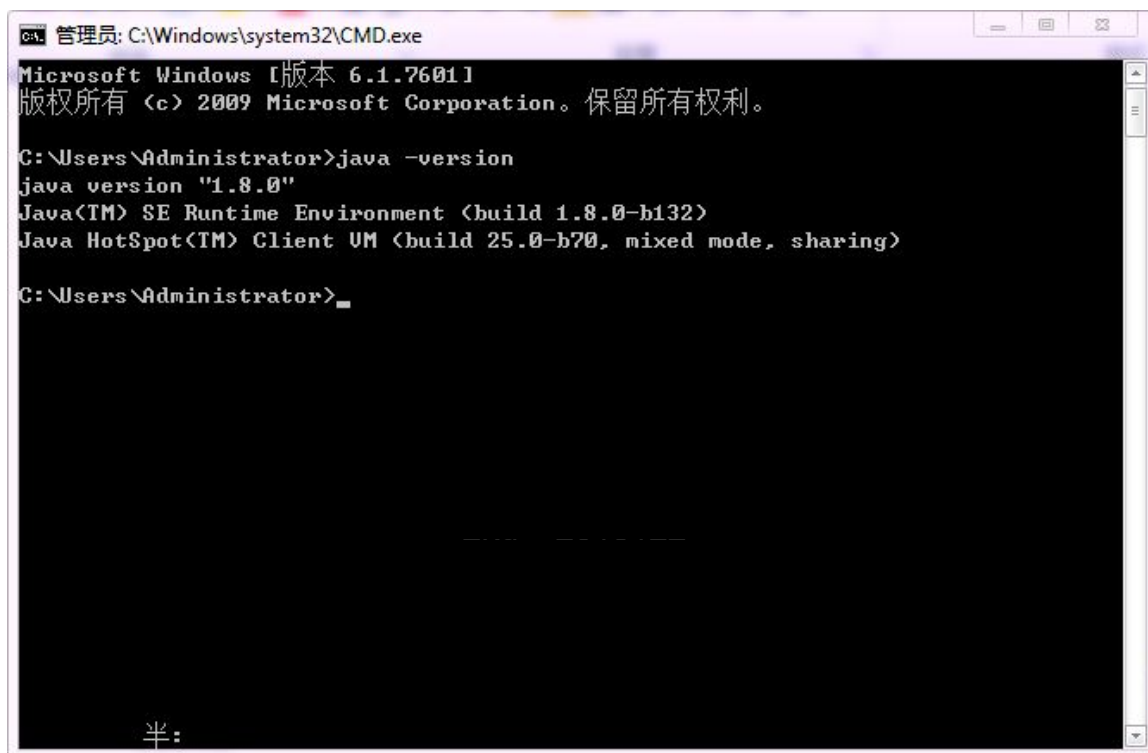 管理员: C:\Windows\system32\CMD.exe
Microsoft Windows [版本 6.1.7601]
版权所有 (c) 2009 Microsoft Corporation。保留所有权利。
C:\Users\Administrator>java -version
java version "1.8.0"
Java(TM) SE Runtime Environment (build 1.8.0-b132)
Java HotSpot(TM) Client VM (build 25.0-b70, mixed mode, sharing)
C:\Users\Administrator>_
半: